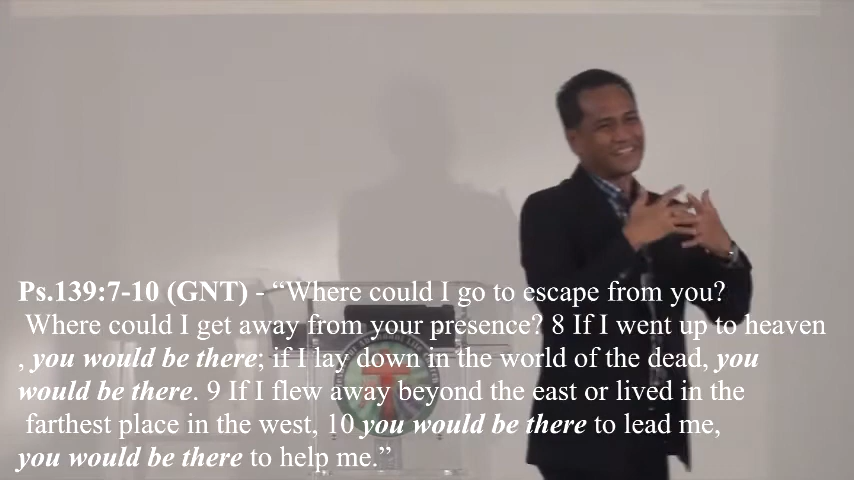 Ps.139:7-10 (GNT) - “Where could I go to escape from you?
Where could I get away from your presence? 8 If I went up to heaven
, you would be there; if I lay down in the world of the dead, you
would be there. 9 If I flew away beyond the east or lived in the
farthest place in the west, 10 you would be there to lead me,
you would be there to help me.”